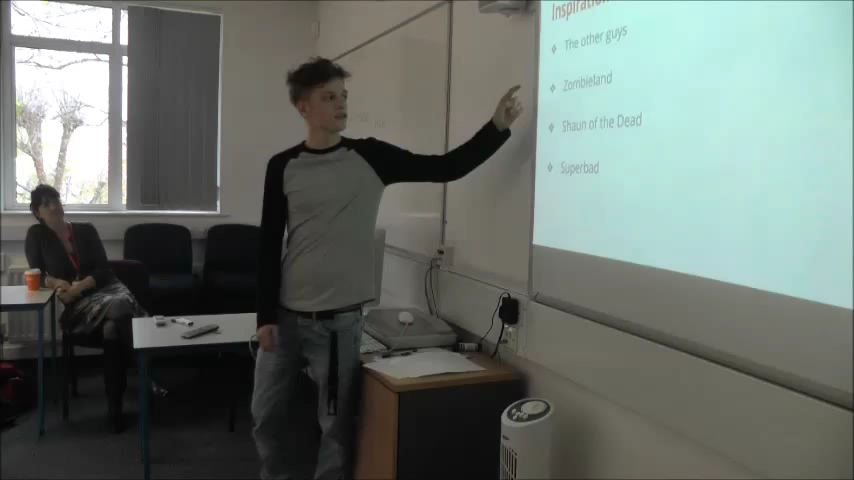 Inspiration
The other guys
Zombieland
Shaun of the Dead
Superbad